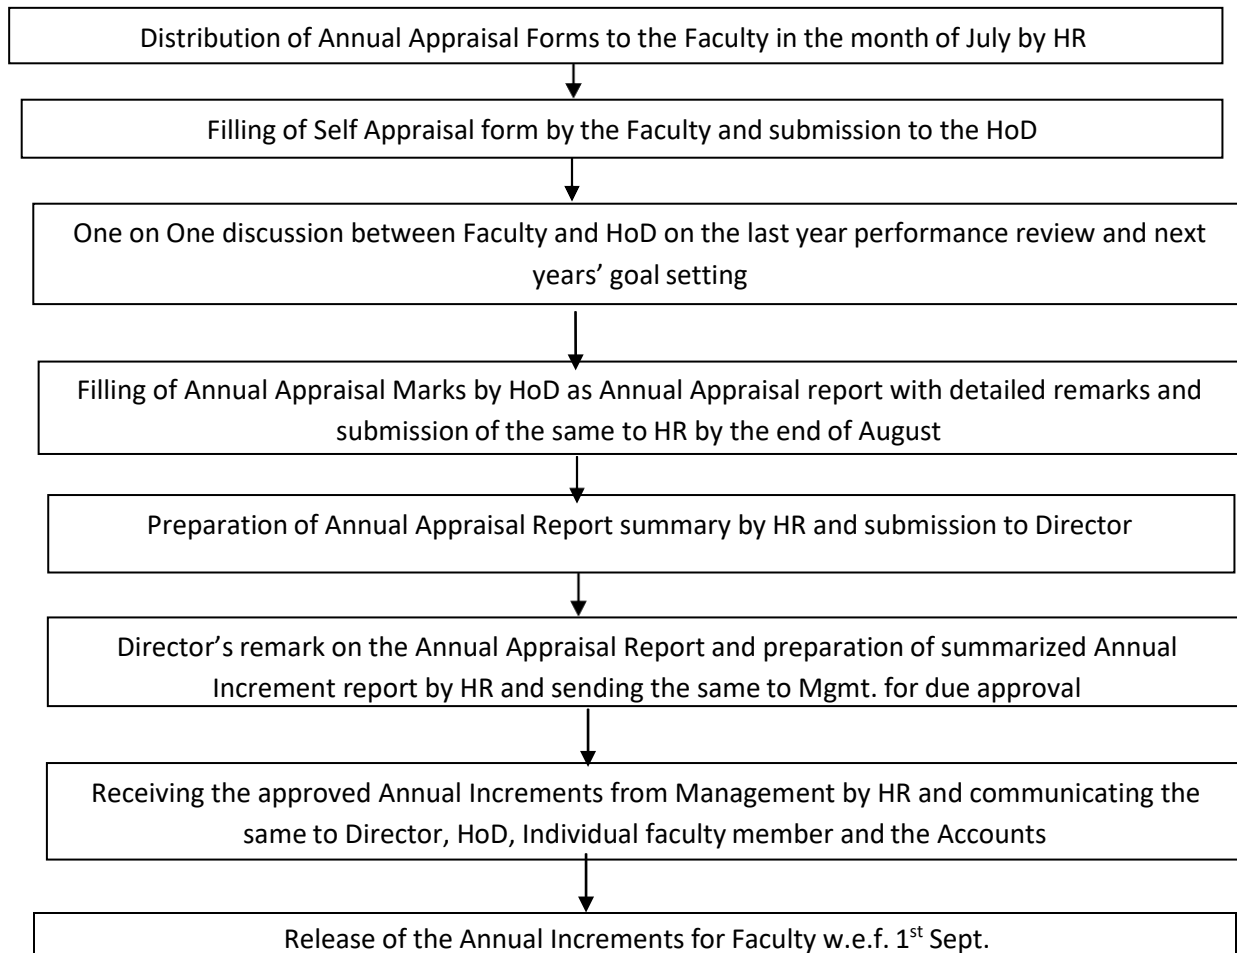 Distribution of Annual Appraisal Forms to the Faculty in the month of July by HR
Filling of Self Appraisal form by the Faculty and submission to the HoD
One on One discussion between Faculty and HoD on the last year performance review and next
years’ goal setting
Filling of Annual Appraisal Marks by HoD as Annual Appraisal report with detailed remarks and
submission of the same to HR by the end of August
Preparation of Annual Appraisal Report summary by HR and submission to Director
Director’s remark on the Annual Appraisal Report and preparation of summarized Annual
Increment report by HR and sending the same to Mgmt. for due approval
Receiving the approved Annual Increments from Management by HR and communicating the
same to Director, HoD, Individual faculty member and the Accounts
Release of the Annual Increments for Faculty w.e.f. 1st Sept.